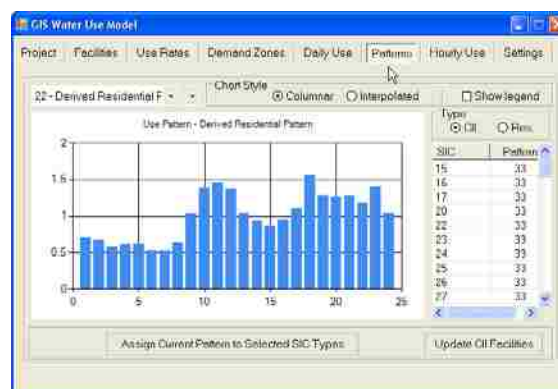 GIS Water Use Model
Project Facilities Use Rates Demand Zones Daily Use Patterns Hourly Use Settings
22 - Derived Residential F
Chart Style
Columnar Interpolated Show legend
Use Pattern - Derived Residential Pattern
2
1.5
1
0.5
0
0 5 10 15 20 25
Type
CII Res.
SIC Pattern
15 33
16 33
17 33
20 33
22 33
23 33
24 33
25 33
26 33
27 33
Assign Current Pattern to Selected SIC Types Update CII Facilities